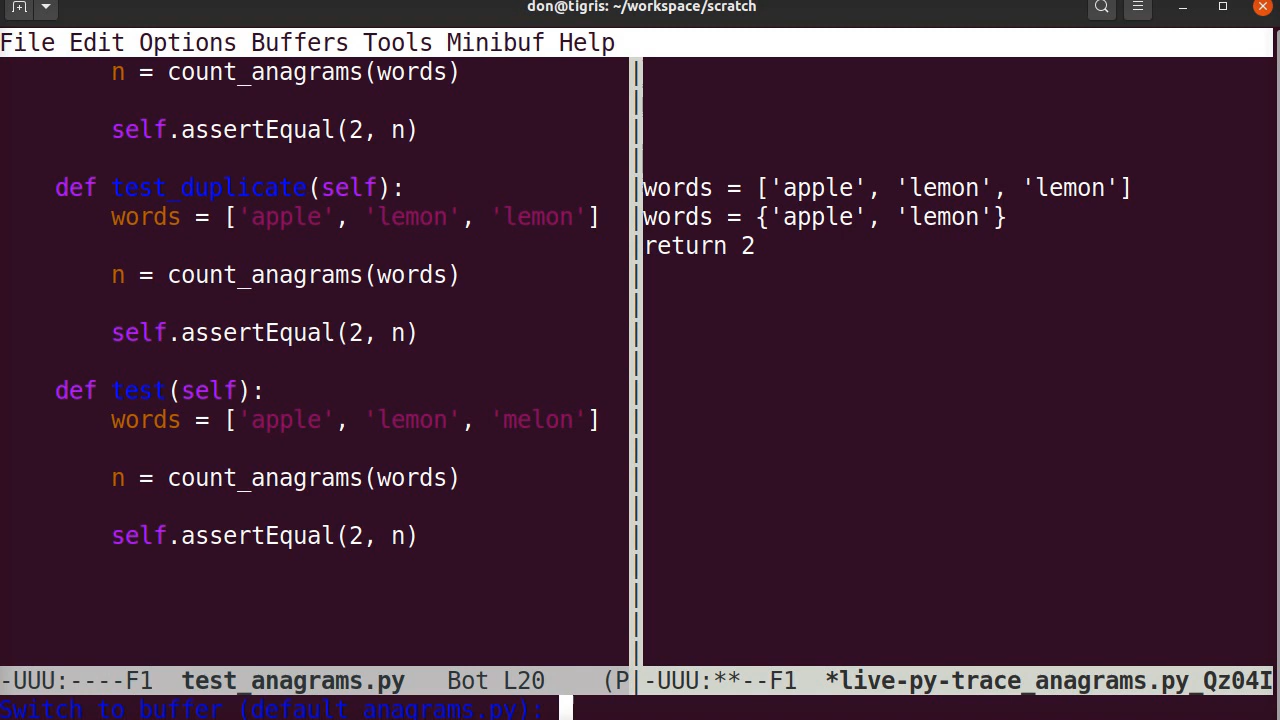 don@tigris: ~/workspace/scratch
File Edit Options Buffers Tools Minibuf Help
        n = count_anagrams(words)
        self.assertEqual(2, n)
    def test_duplicate(self):
        words = ['apple', 'lemon', 'lemon']
        n = count_anagrams(words)
        self.assertEqual(2, n)
    def test(self):
        words = ['apple', 'lemon', 'melon']
        n = count_anagrams(words)
        self.assertEqual(2, n)
words = ['apple', 'lemon', 'lemon']
words = {'apple', 'lemon'}
return 2
-UUU:----F1  test_anagrams.py   Bot L20    (P
-UUU:**--F1  *live-py-trace_anagrams.py_Qz04I
Switch to buffer (default anagrams.py):